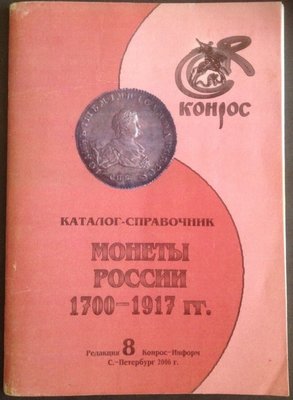 КОНРОС
КАТАЛОГ-СПРАВОЧНИК
МОНЕТЫ
РОССИИ
1700-1917 ГГ.
Редакция 8 Конрос-Информ
С.-Петербург 2006 г.